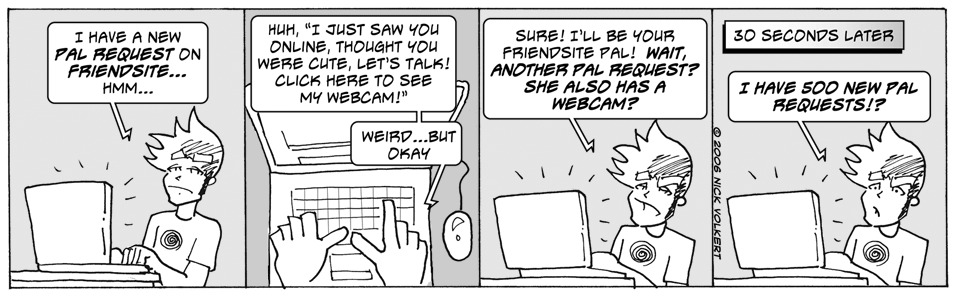 I HAVE A NEW
PAL REQUEST ON
FRIENDSITE...
HMM...
HUH, "I JUST SAW YOU
ONLINE, THOUGHT YOU
WERE CUTE, LET'S TALK!
CLICK HERE TO SEE
MY WEBCAM!"
WEIRD...BUT
OKAY
SURE! I'LL BE YOUR
FRIENDSITE PAL! WAIT,
ANOTHER PAL REQUEST?
SHE ALSO HAS A
WEBCAM?
30 SECONDS LATER
I HAVE 500 NEW PAL
REQUESTS!?
© 2006 NICK VOLKERT